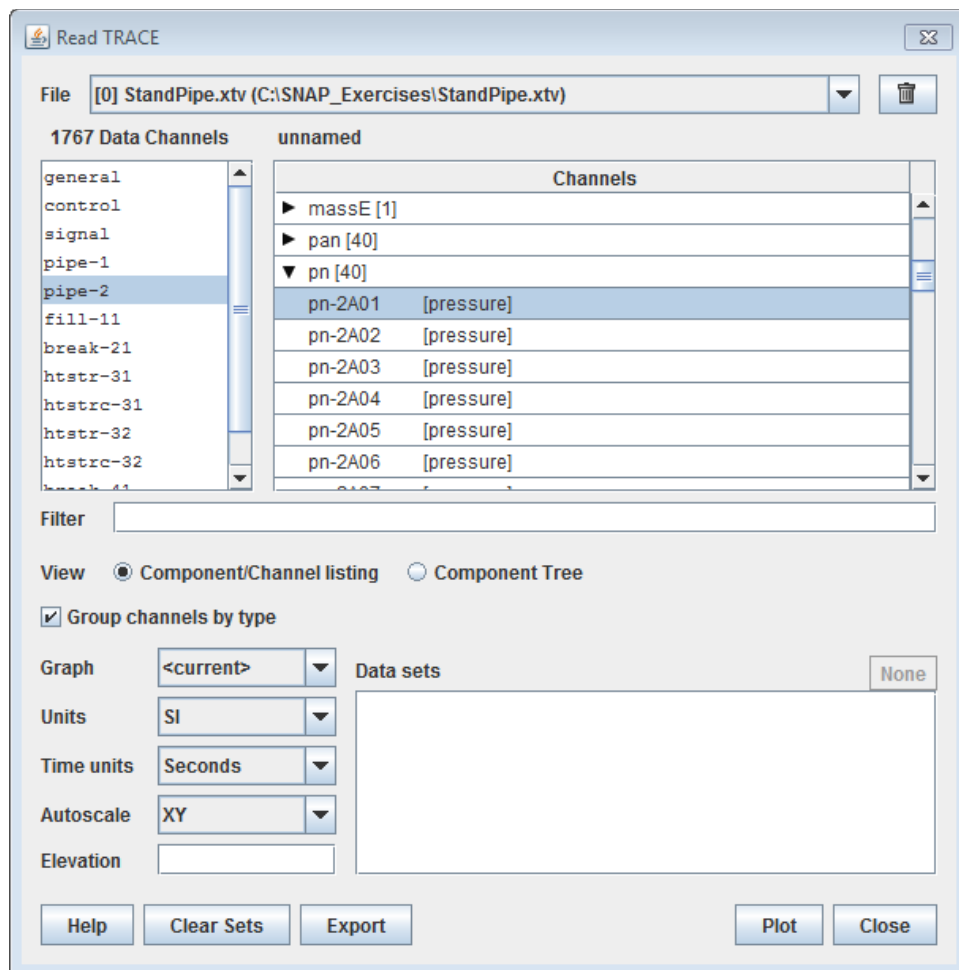 Read TRACE
File [0] StandPipe.xtv (C:\SNAP_Exercises\StandPipe.xtv)
1767 Data Channels unnamed
general
control
signal
pipe-1
pipe-2
fill-11
break-21
htstr-31
htstrc-31
htstr-32
htstrc-32
Channels
massE [1]
pan [40]
pn [40]
pn-2A01 [pressure]
pn-2A02 [pressure]
pn-2A03 [pressure]
pn-2A04 [pressure]
pn-2A05 [pressure]
pn-2A06 [pressure]
Filter
View Component/Channel listing Component Tree
Group channels by type
Graph <current>
Units SI
Time units Seconds
Autoscale XY
Elevation
Data sets None
Help Clear Sets Export Plot Close